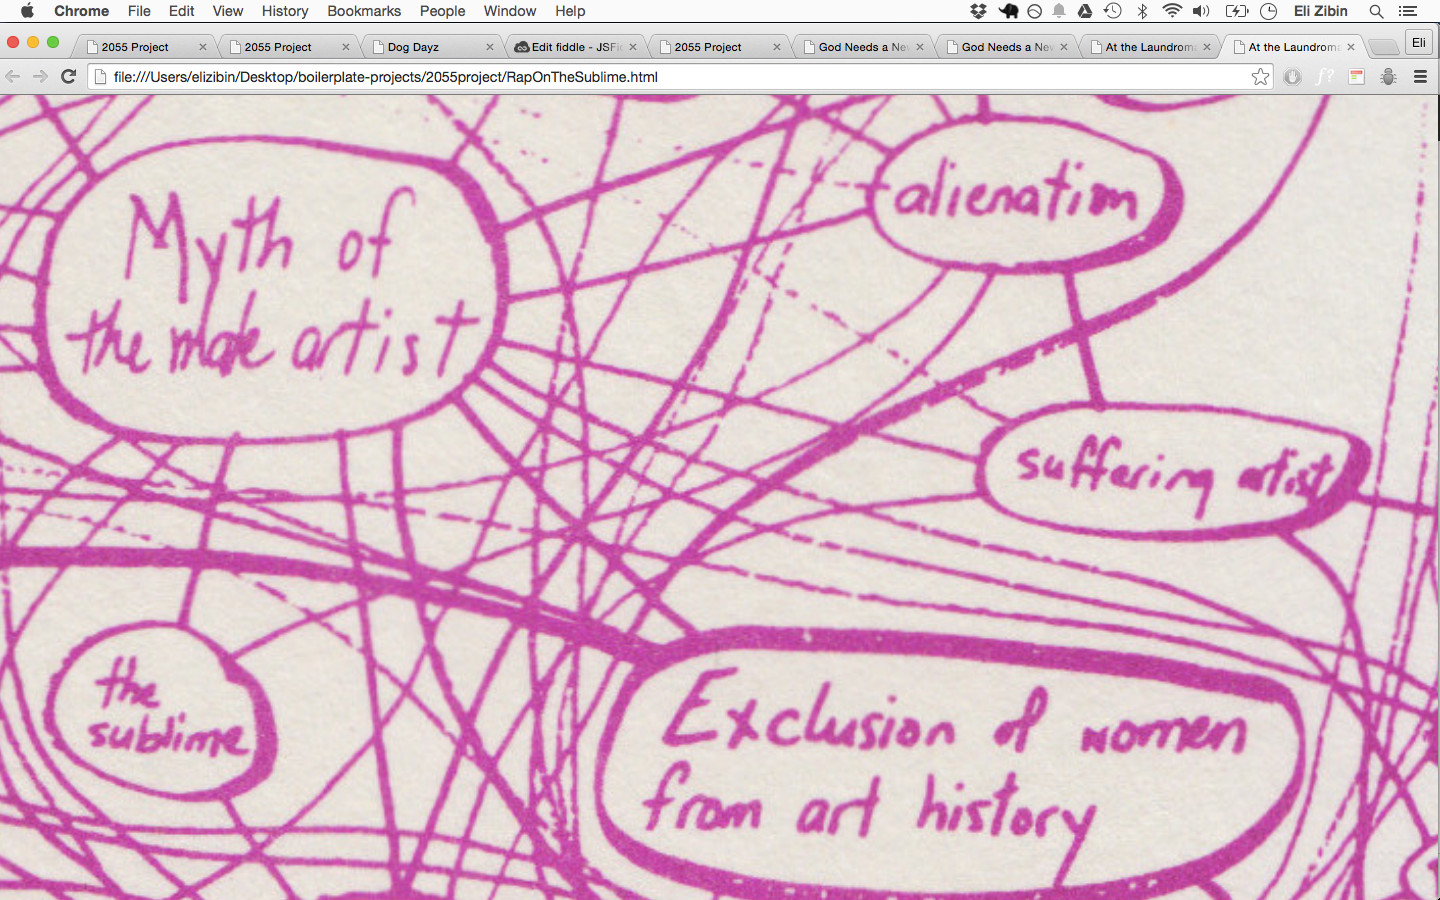 Chrome File Edit View History Bookmarks People Window Help Eli Zibin
2055 Project 2055 Project Dog Dayz Edit fiddle - JSFi 2055 Project God Needs a Ne God Needs a Ne At the Laundrom At the Laundrom Eli
file:///Users/elizibin/Desktop/boilerplate-projects/2055project/RapOnTheSublime.html f?
Myth of
the male artist
alienation
suffering artist
the
sublime
Exclusion of women
from art history